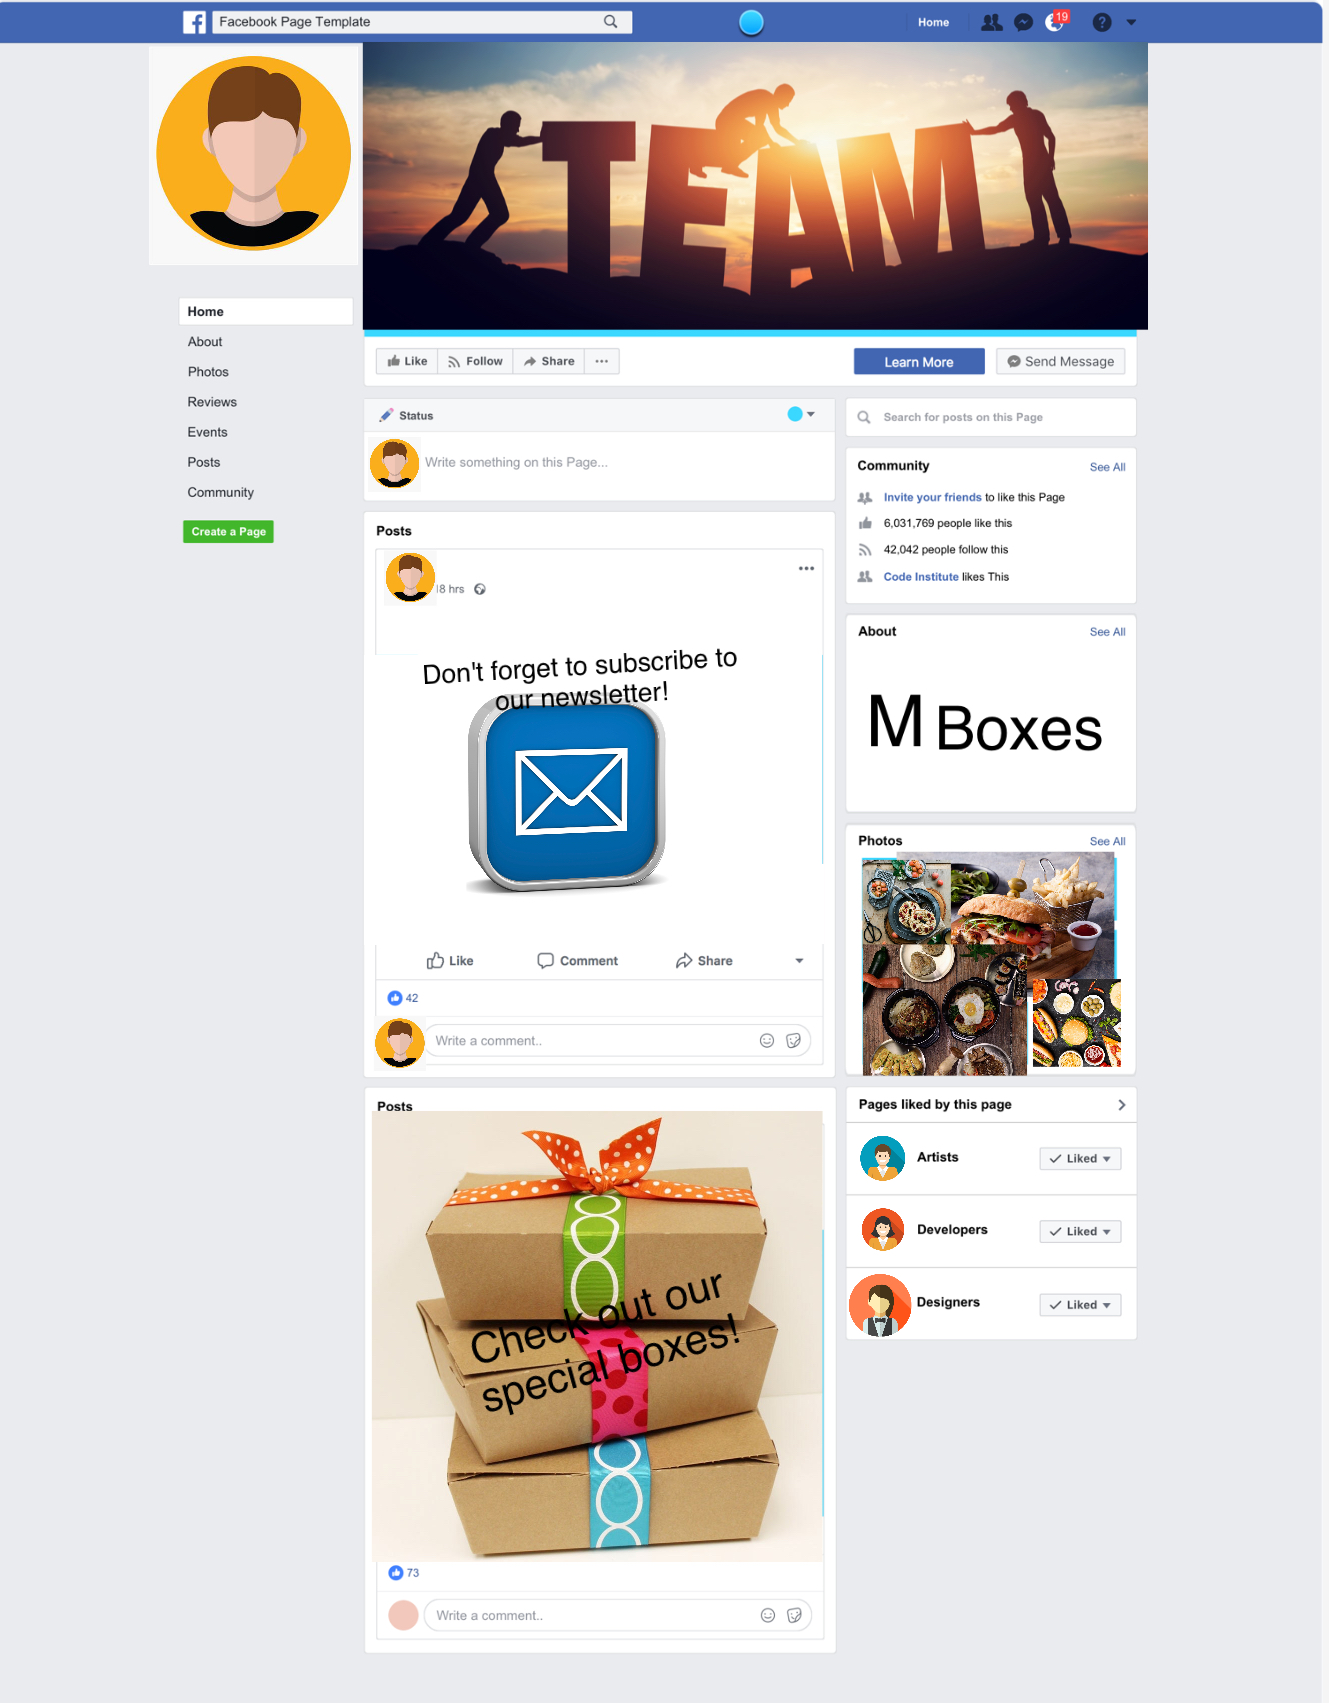 Facebook Page Template
Home
19
?
TEAM
Home
About
Photos
Reviews
Events
Posts
Community
Create a Page
Like
Follow
Share
...
Learn More
Send Message
Status
Write something on this Page...
Posts
8 hrs
Don't forget to subscribe to
our newsletter!
Like
Comment
Share
42
Write a comment..
Posts
Check out our
special boxes!
73
Write a comment..
Search for posts on this Page
Community
See All
Invite your friends to like this Page
6,031,769 people like this
42,042 people follow this
Code Institute likes This
About
See All
M Boxes
Photos
See All
Pages liked by this page
Artists
Liked
Developers
Liked
Designers
Liked